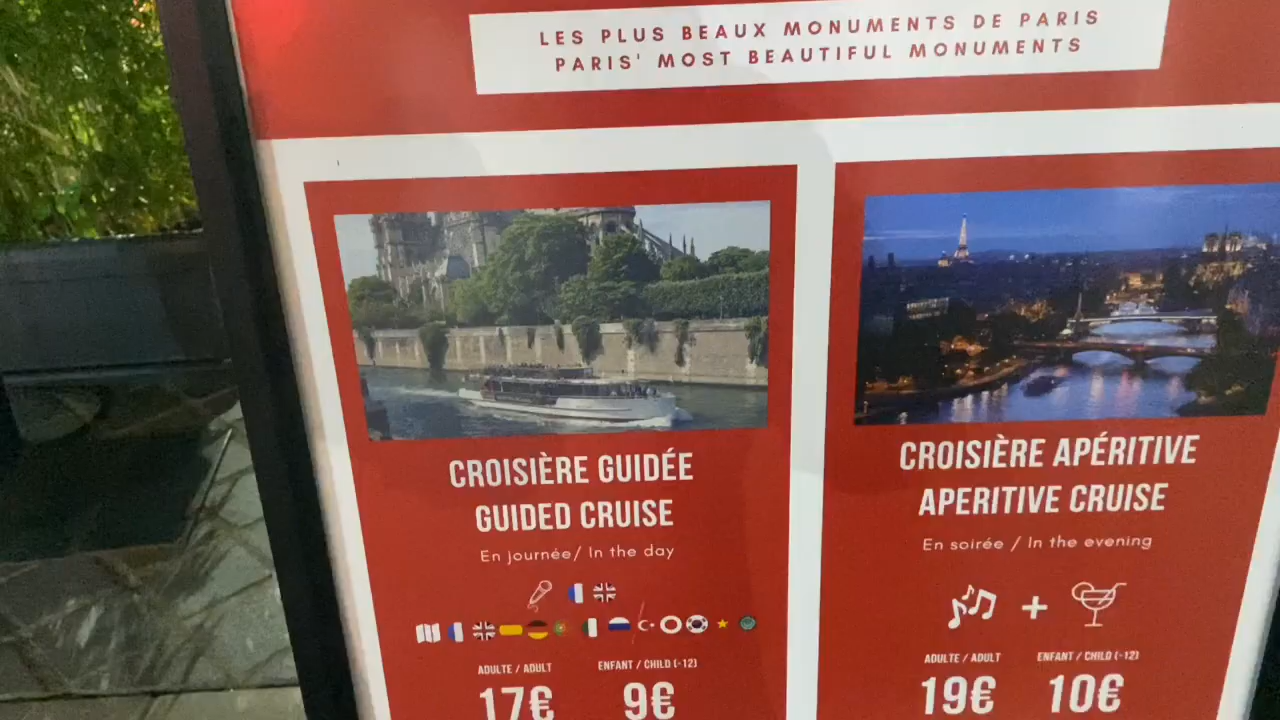 LES PLUS BEAUX MONUMENTS DE PARIS
PARIS' MOST BEAUTIFUL MONUMENTS
CROISIÈRE GUIDÉE
GUIDED CRUISE
En journée/ In the day
ADULTE / ADULT
ENFANT / CHILD (-12)
17€
9€
CROISIÈRE APÉRITIVE
APERITIVE CRUISE
En soirée / In the evening
+
ADULTE / ADULT
ENFANT / CHILD (-12)
19€
10€